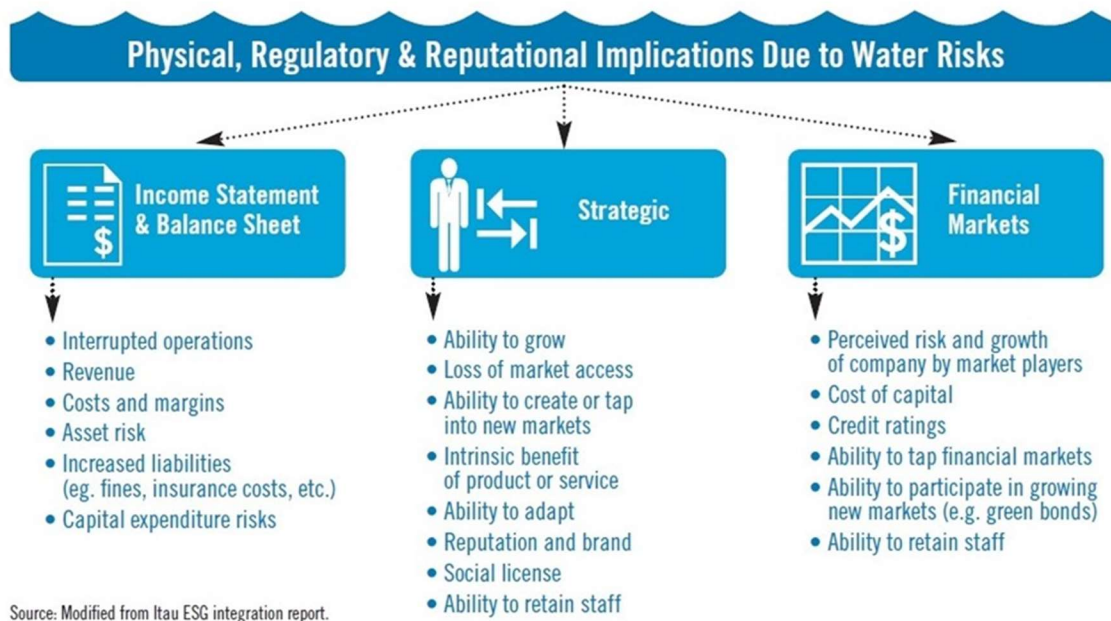 Physical, Regulatory & Reputational Implications Due to Water Risks
Income Statement
& Balance Sheet
$
• Interrupted operations
• Revenue
• Costs and margins
• Asset risk
• Increased liabilities
(eg. fines, insurance costs, etc.)
• Capital expenditure risks
Strategic
• Ability to grow
• Loss of market access
• Ability to create or tap
into new markets
• Intrinsic benefit
of product or service
• Ability to adapt
• Reputation and brand
• Social license
• Ability to retain staff
Financial
Markets
$
• Perceived risk and growth
of company by market players
• Cost of capital
• Credit ratings
• Ability to tap financial markets
• Ability to participate in growing
new markets (e.g. green bonds)
• Ability to retain staff
Source: Modified from Itau ESG integration report.